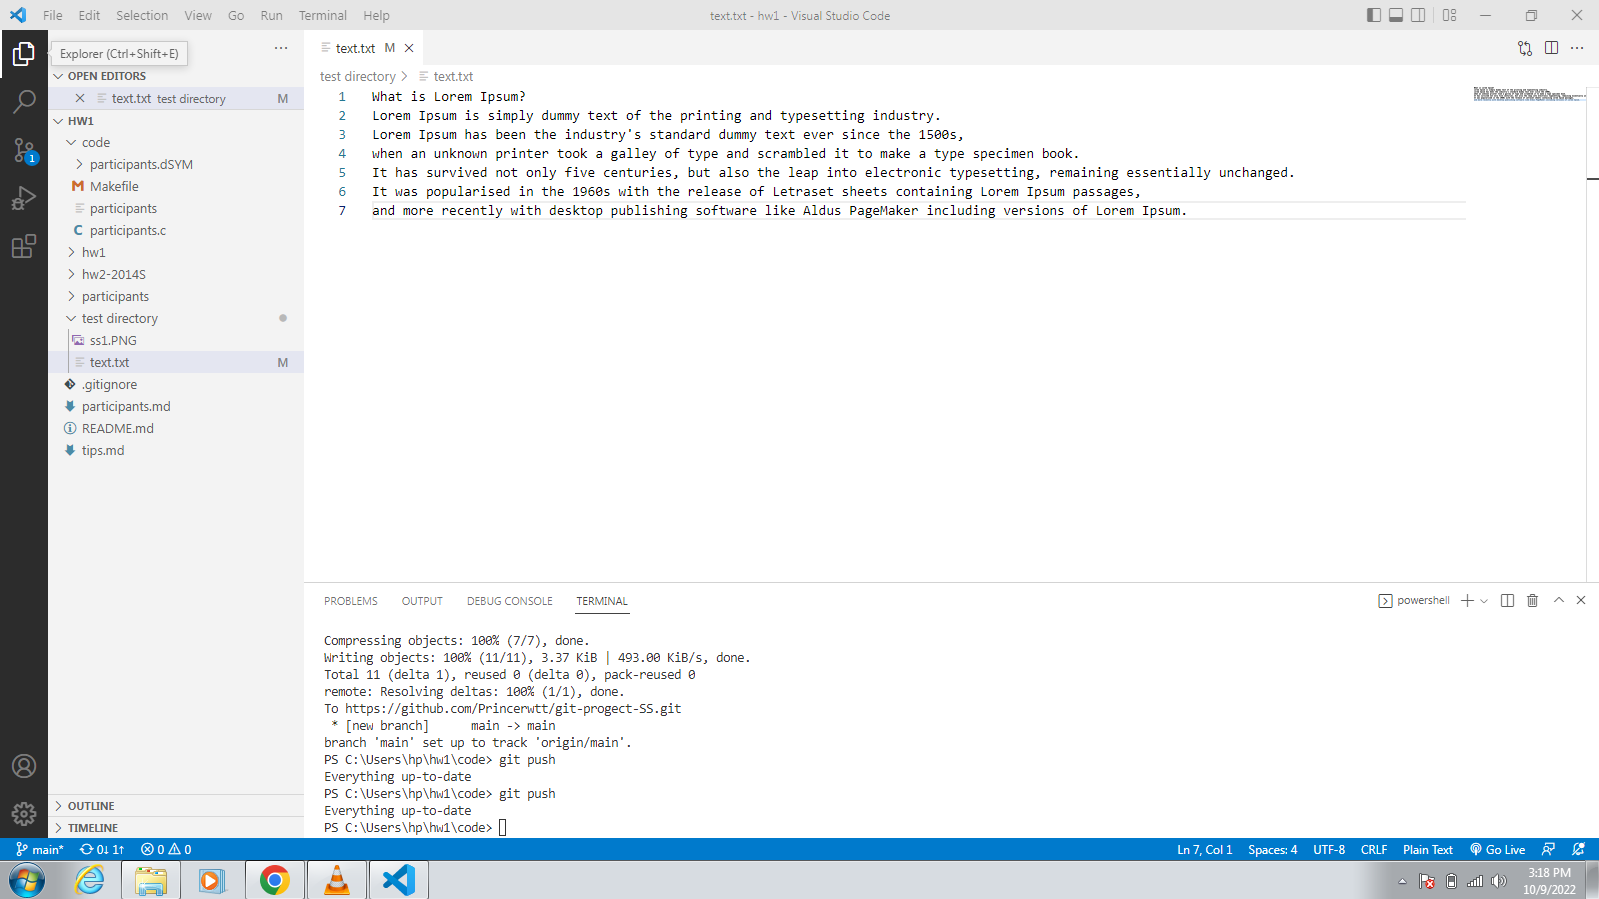 File Edit Selection View Go Run Terminal Help
text.txt - hw1 - Visual Studio Code
Explorer (Ctrl+Shift+E)
OPEN EDITORS
text.txt test directory M
HW1
code
participants.dSYM
M Makefile
participants
C participants.c
hw1
hw2-2014S
participants
test directory
ss1.PNG
text.txt M
.gitignore
participants.md
README.md
tips.md
OUTLINE
TIMELINE
text.txt M
test directory > text.txt
1 What is Lorem Ipsum?
2 Lorem Ipsum is simply dummy text of the printing and typesetting industry.
3 Lorem Ipsum has been the industry's standard dummy text ever since the 1500s,
4 when an unknown printer took a galley of type and scrambled it to make a type specimen book.
5 It has survived not only five centuries, but also the leap into electronic typesetting, remaining essentially unchanged.
6 It was popularised in the 1960s with the release of Letraset sheets containing Lorem Ipsum passages,
7 and more recently with desktop publishing software like Aldus PageMaker including versions of Lorem Ipsum.
PROBLEMS OUTPUT DEBUG CONSOLE TERMINAL
powershell
Compressing objects: 100% (7/7), done.
Writing objects: 100% (11/11), 3.37 KiB | 493.00 KiB/s, done.
Total 11 (delta 1), reused 0 (delta 0), pack-reused 0
remote: Resolving deltas: 100% (1/1), done.
To https://github.com/Princerwtt/git-progect-SS.git
* [new branch] main -> main
branch 'main' set up to track 'origin/main'.
PS C:\Users\hp\hw1\code> git push
Everything up-to-date
PS C:\Users\hp\hw1\code> git push
Everything up-to-date
PS C:\Users\hp\hw1\code>
1
main* 0↓ 1↑ 0 0
Ln 7, Col 1 Spaces: 4 UTF-8 CRLF Plain Text Go Live
3:18 PM
10/9/2022